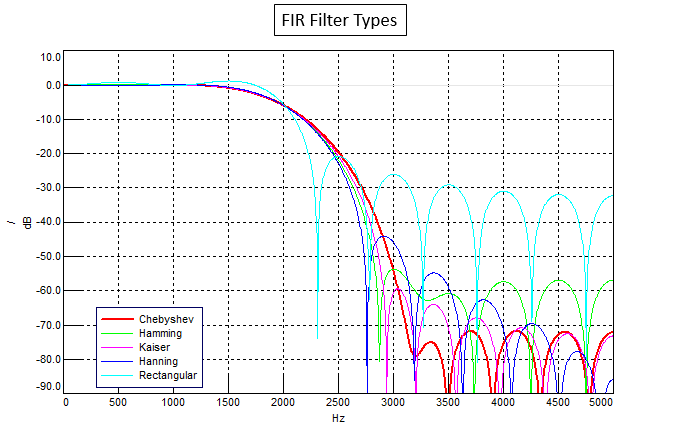 FIR Filter Types
10.0
0.0
-10.0
-20.0
-30.0
-40.0
-50.0
-60.0
-70.0
-80.0
-90.0
/
dB
Chebyshev
Hamming
Kaiser
Hanning
Rectangular
0 500 1000 1500 2000 2500 3000 3500 4000 4500 5000
Hz